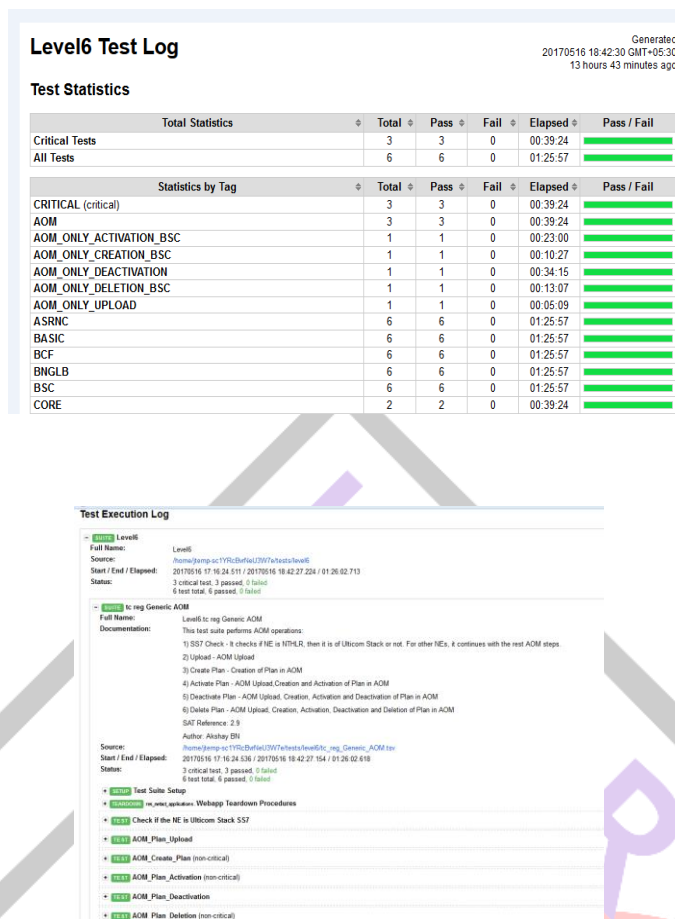 Level6 Test Log
Generated
20170516 18:42:30 GMT+05:30
13 hours 43 minutes ago
Test Statistics
Total Statistics Total Pass Fail Elapsed Pass / Fail
Critical Tests 3 3 0 00:39:24
All Tests 6 6 0 01:25:57
Statistics by Tag Total Pass Fail Elapsed Pass / Fail
CRITICAL (critical) 3 3 0 00:39:24
AOM 3 3 0 00:39:24
AOM_ONLY_ACTIVATION_BSC 1 1 0 00:23:00
AOM_ONLY_CREATION_BSC 1 1 0 00:10:27
AOM_ONLY_DEACTIVATION 1 1 0 00:34:15
AOM_ONLY_DELETION_BSC 1 1 0 00:13:07
AOM_ONLY_UPLOAD 1 1 0 00:05:09
ASRNC 6 6 0 01:25:57
BASIC 6 6 0 01:25:57
BCF 6 6 0 01:25:57
BNGLB 6 6 0 01:25:57
BSC 6 6 0 01:25:57
CORE 2 2 0 00:39:24
Test Execution Log
- SUITE Level6
Full Name: Level6
Source: /home/jtemp-sc1YRcBvfNeU3W7e/tests/level6
Start / End / Elapsed: 20170516 17:16:24.511 / 20170516 18:42:27.224 / 01:26:02.713
Status: 3 critical test, 3 passed, 0 failed
6 test total, 6 passed, 0 failed
- SUITE tc reg Generic AOM
Full Name: Level6.tc reg Generic AOM
Documentation: This test suite performs AOM operations:
1) SS7 Check - It checks if NE is NTHLR, then it is of Ulticom Stack or not. For other NEs, it continues with the rest AOM steps.
2) Upload - AOM Upload
3) Create Plan - Creation of Plan in AOM
4) Activate Plan - AOM Upload,Creation and Activation of Plan in AOM
5) Deactivate Plan - AOM Upload, Creation, Activation and Deactivation of Plan in AOM
6) Delete Plan - AOM Upload, Creation, Activation, Deactivation and Deletion of Plan in AOM
SAT Reference: 2.9
Author: Akshay BN
Source: /home/jtemp-sc1YRcBvfNeU3W7e/tests/level6/tc_reg_Generic_AOM.tsv
Start / End / Elapsed: 20170516 17:16:24.536 / 20170516 18:42:27.154 / 01:26:02.618
Status: 3 critical test, 3 passed, 0 failed
6 test total, 6 passed, 0 failed
+ SETUP Test Suite Setup
+ TEARDOWN Webapp Teardown Procedures
+ TEST Check if the NE is Ulticom Stack SS7
+ TEST AOM_Plan_Upload
+ TEST AOM_Create_Plan (non-critical)
+ TEST AOM_Plan_Activation (non-critical)
+ TEST AOM_Plan_Deactivation
+ TEST AOM_Plan_Deletion (non-critical)